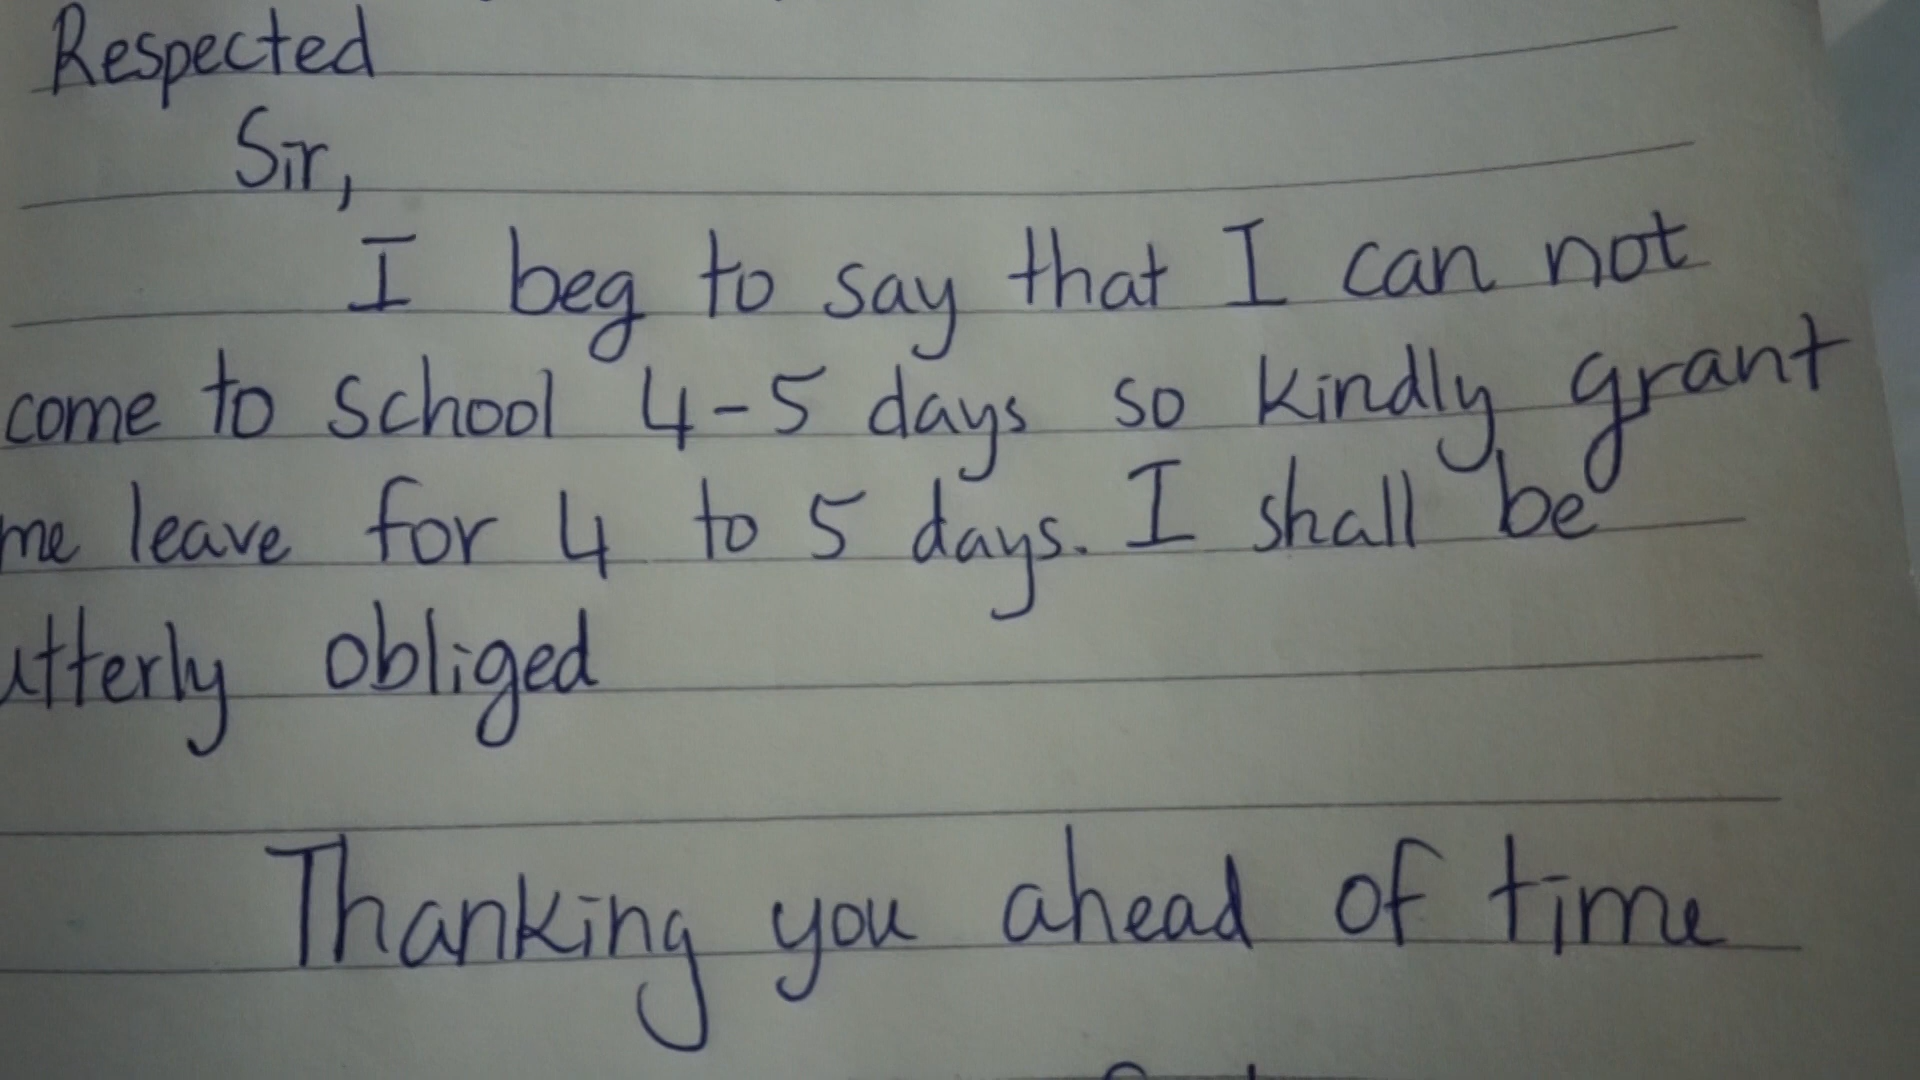 Respected
Sir,
I beg to say that I can not
come to school 4-5 days so kindly grant
me leave for 4 to 5 days. I shall be
utterly obliged
Thanking you ahead of time